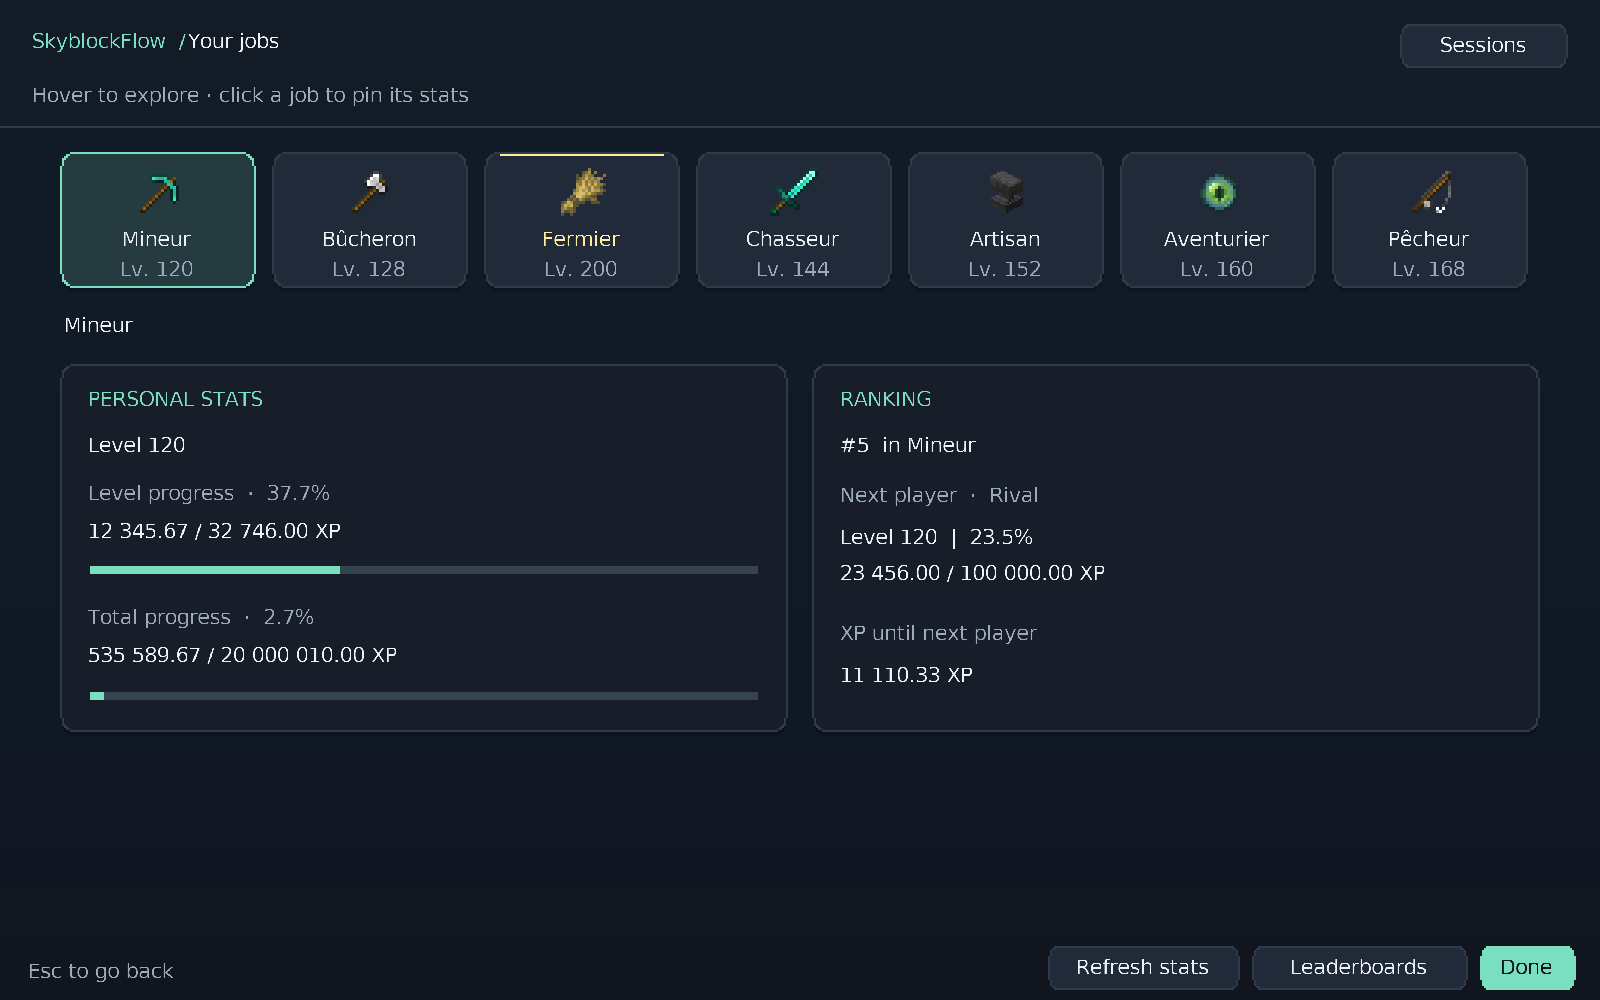 SkyblockFlow / Your jobs
Sessions
Hover to explore · click a job to pin its stats
Mineur
Lv. 120
Bûcheron
Lv. 128
Fermier
Lv. 200
Chasseur
Lv. 144
Artisan
Lv. 152
Aventurier
Lv. 160
Pêcheur
Lv. 168
Mineur
PERSONAL STATS
Level 120
Level progress · 37.7%
12 345.67 / 32 746.00 XP
Total progress · 2.7%
535 589.67 / 20 000 010.00 XP
RANKING
#5 in Mineur
Next player · Rival
Level 120 | 23.5%
23 456.00 / 100 000.00 XP
XP until next player
11 110.33 XP
Esc to go back
Refresh stats
Leaderboards
Done